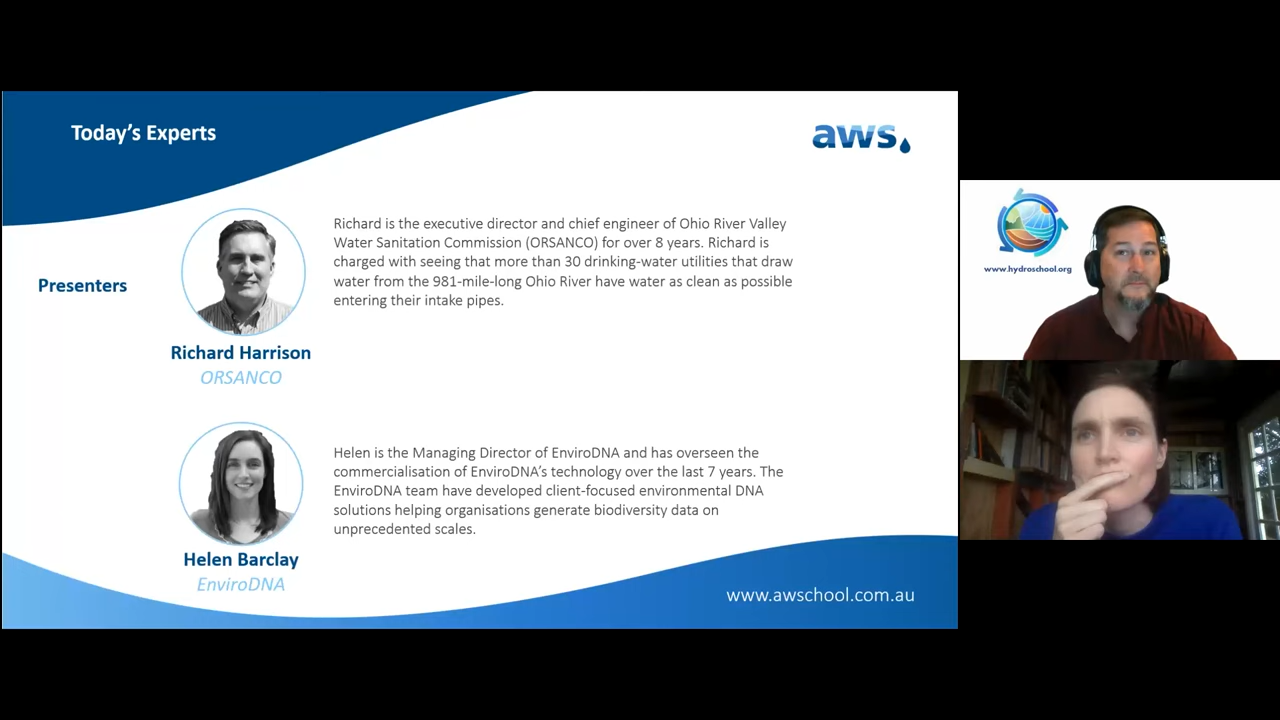 Today's Experts
aws
Presenters
Richard is the executive director and chief engineer of Ohio River Valley
Water Sanitation Commission (ORSANCO) for over 8 years. Richard is
charged with seeing that more than 30 drinking-water utilities that draw
water from the 981-mile-long Ohio River have water as clean as possible
entering their intake pipes.
Richard Harrison
ORSANCO
Helen is the Managing Director of EnviroDNA and has overseen the
commercialisation of EnviroDNA's technology over the last 7 years. The
EnviroDNA team have developed client-focused environmental DNA
solutions helping organisations generate biodiversity data on
unprecedented scales.
Helen Barclay
EnviroDNA
www.awschool.com.au
www.hydroschool.org